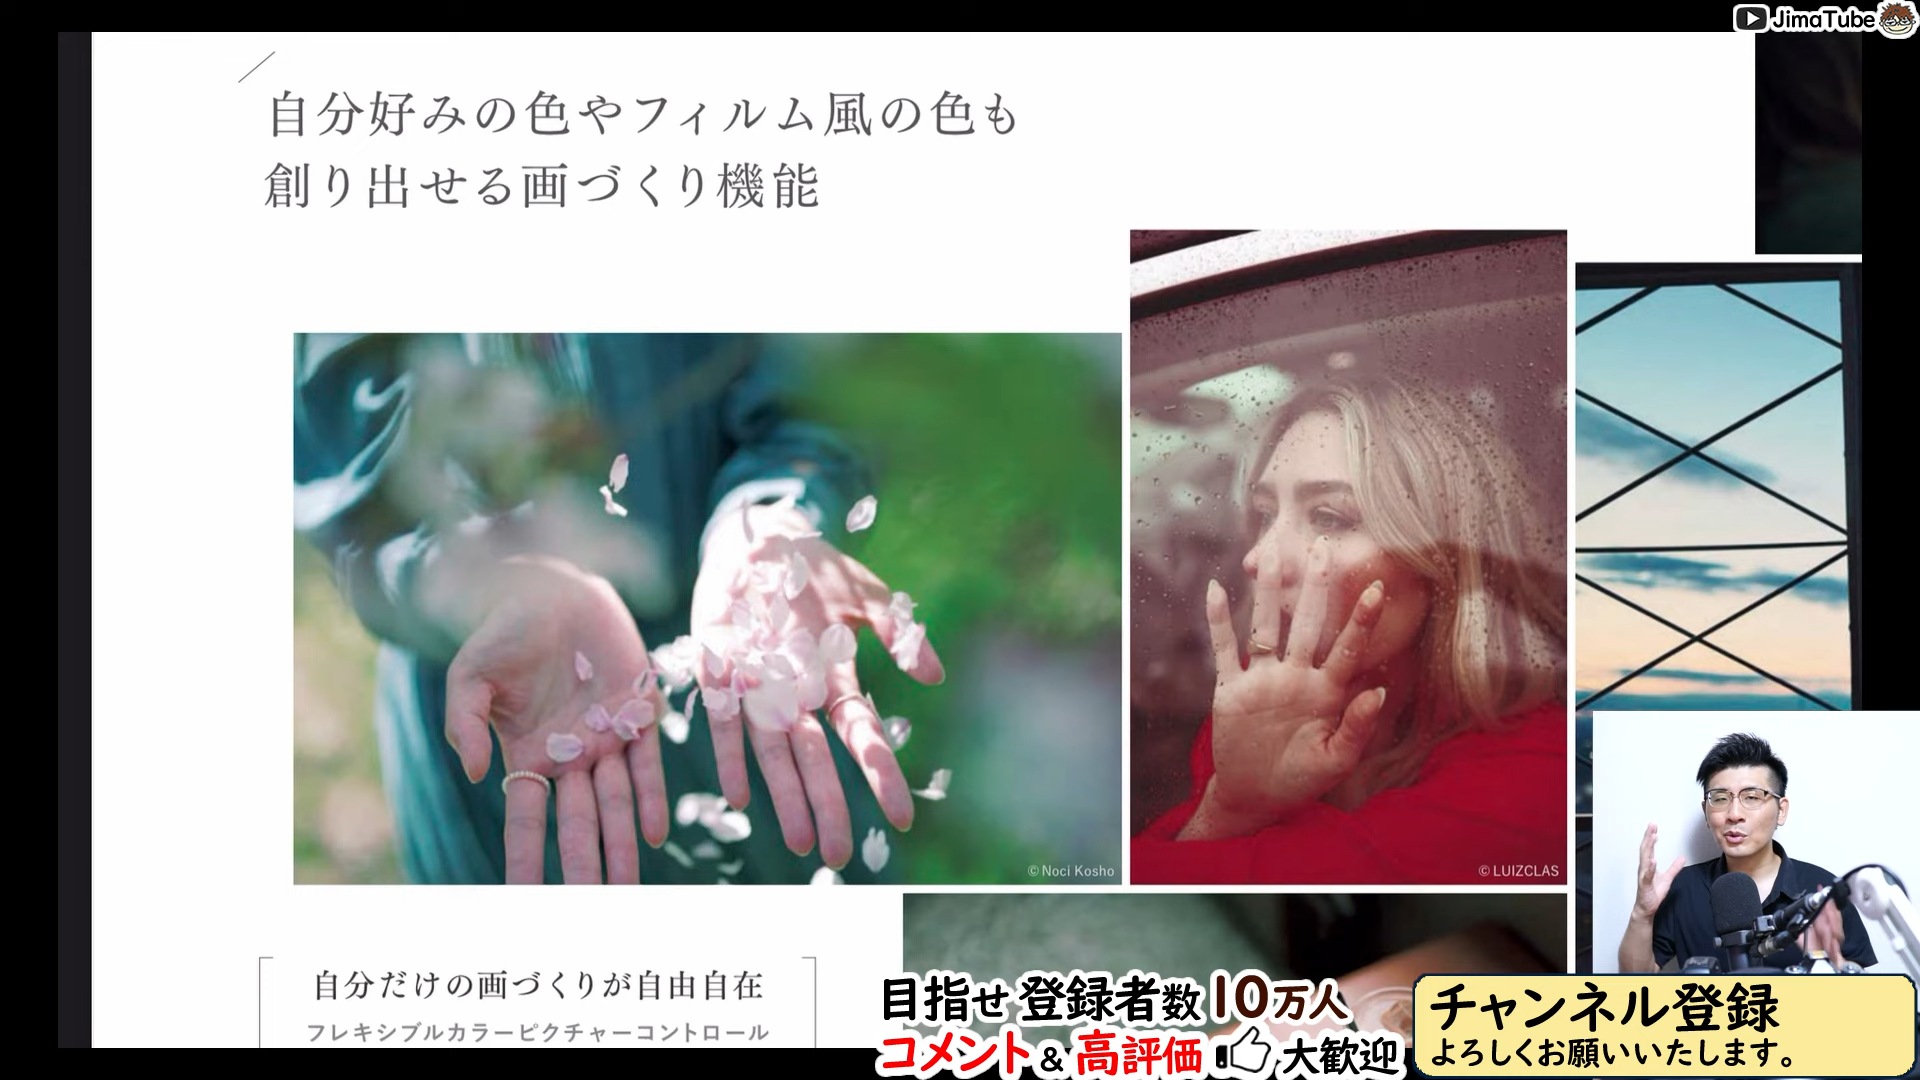 JimaTube
自分好みの色やフィルム風の色も
創り出せる画づくり機能
© Noci Kosho
© LUIZCLAS
自分だけの画づくりが自由自在
フレキシブルカラーピクチャーコントロール
目指せ登録者数10万人
コメント&高評価大歓迎
チャンネル登録
よろしくお願いいたします。